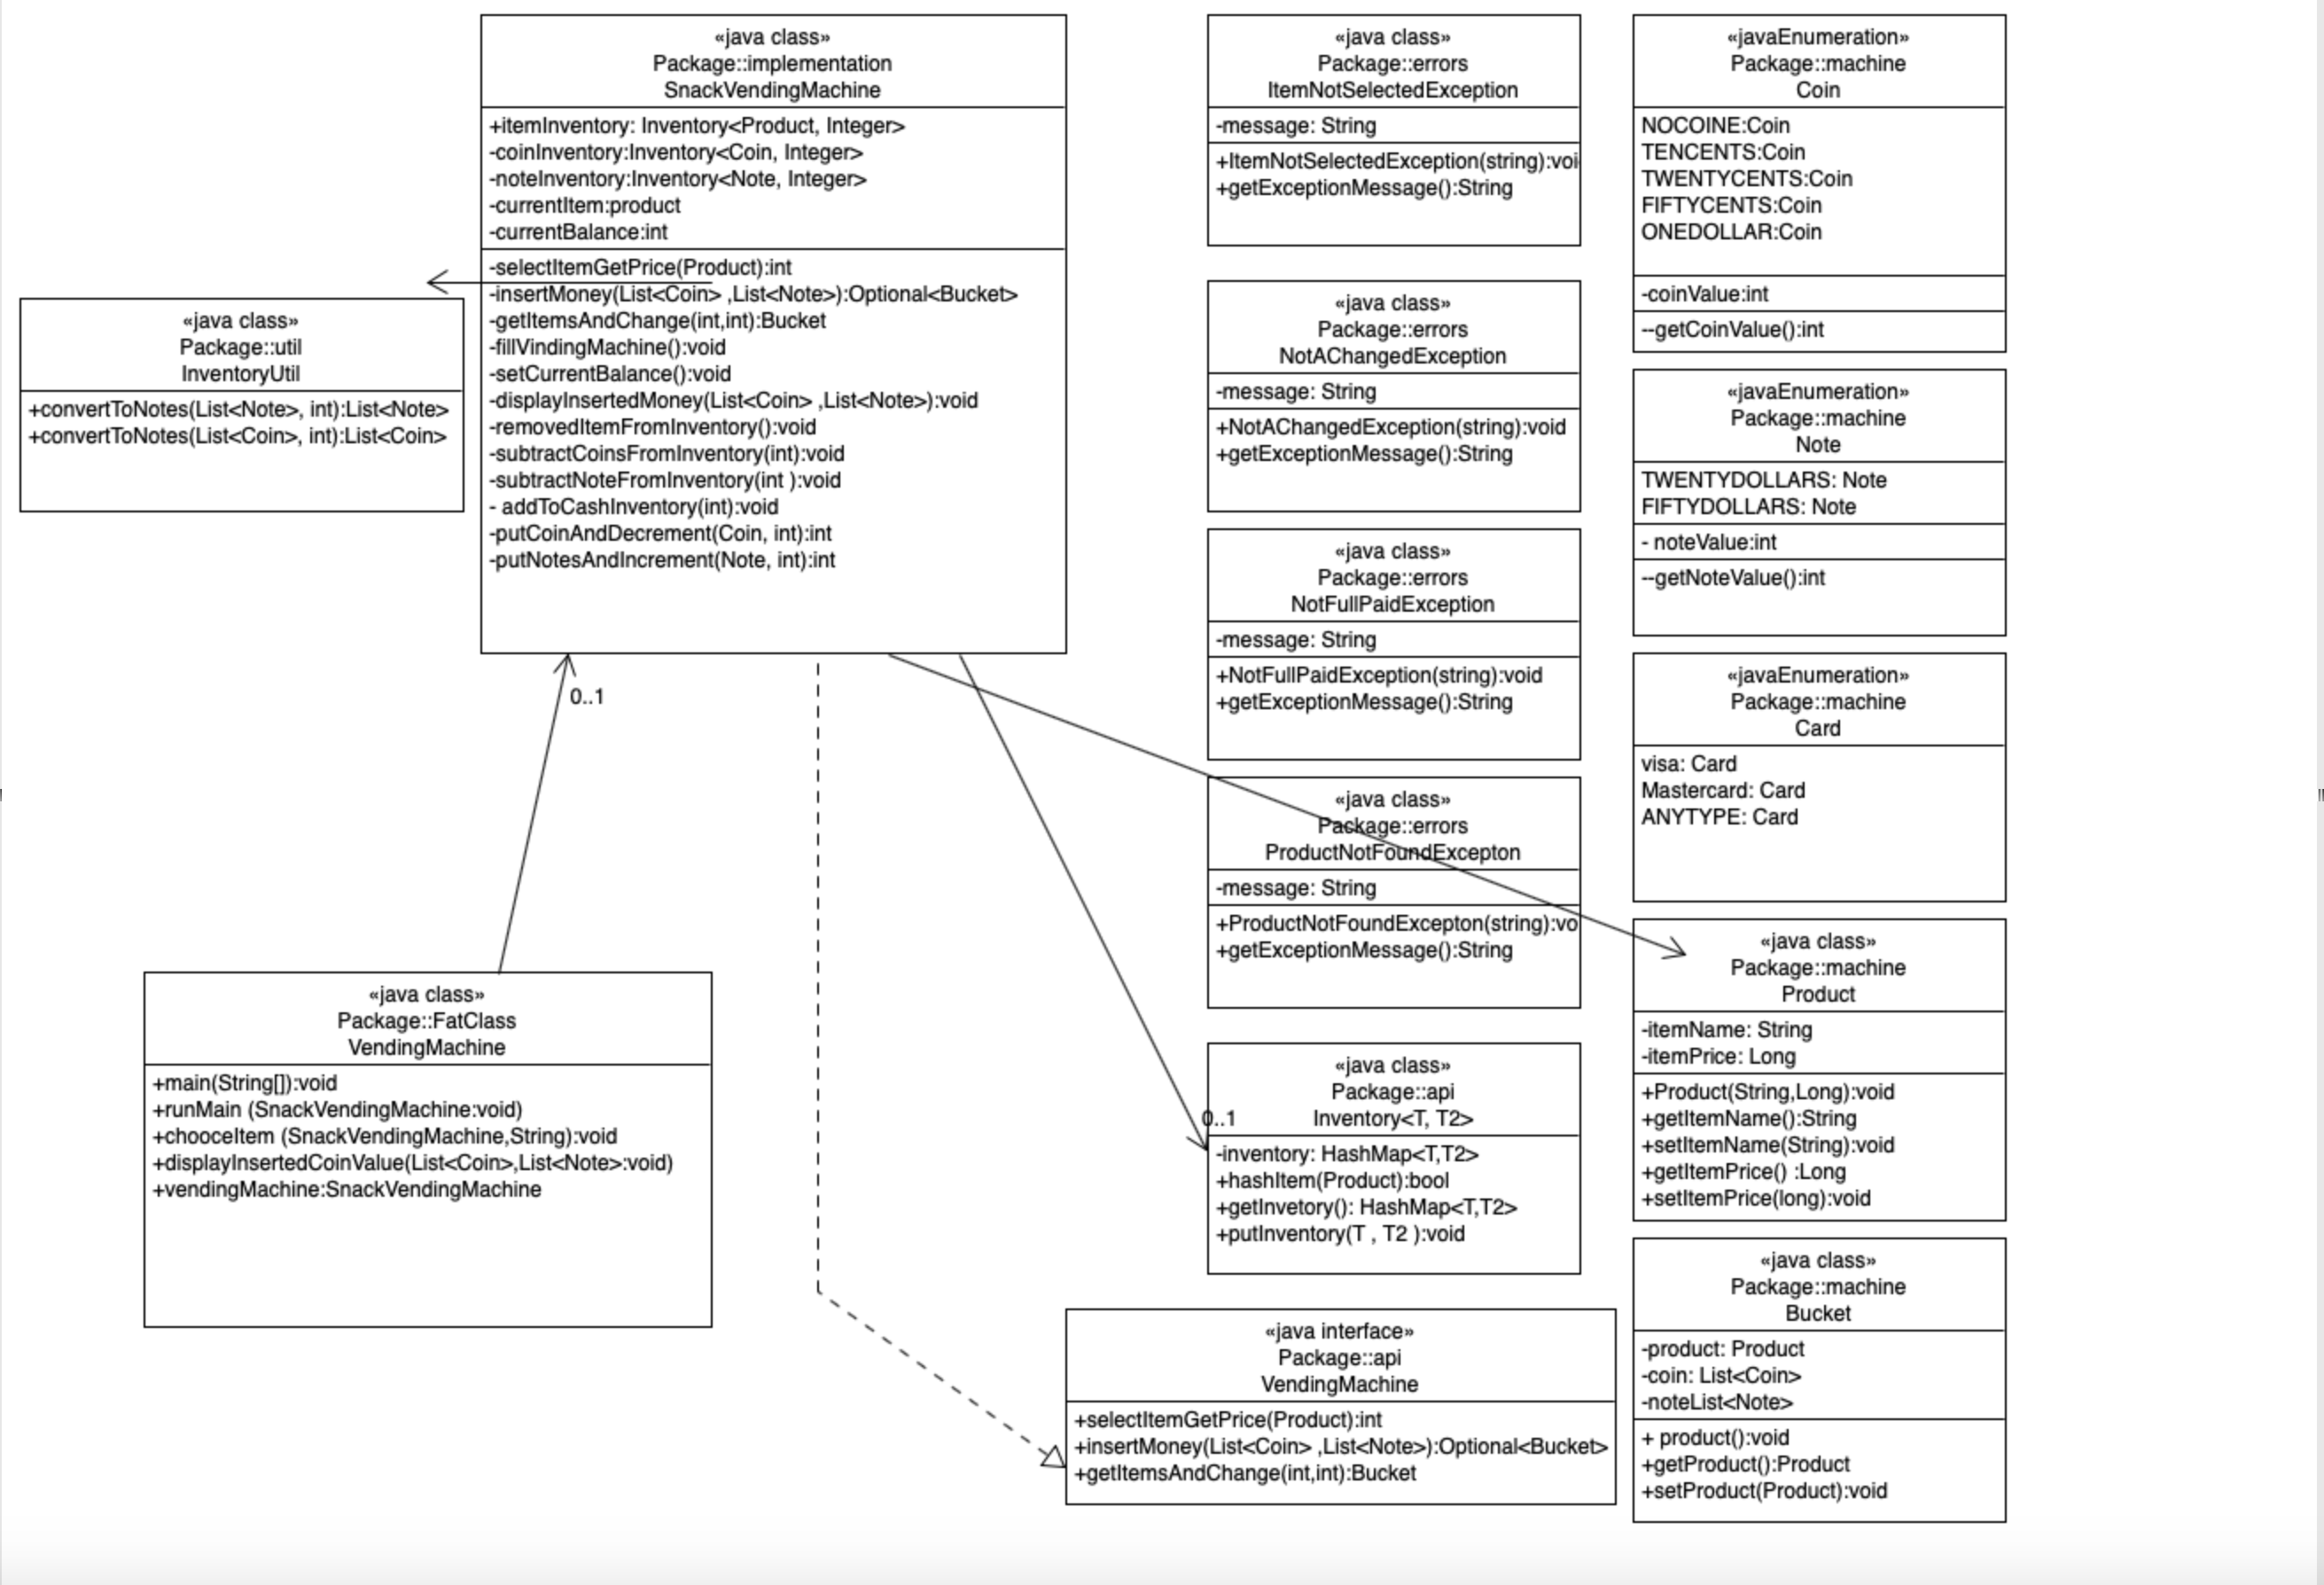 «java class»
Package::implementation
SnackVendingMachine
+itemInventory: Inventory<Product, Integer>
-coinInventory:Inventory<Coin, Integer>
-noteInventory:Inventory<Note, Integer>
-currentItem:product
-currentBalance:int
-selectItemGetPrice(Product):int
-insertMoney(List<Coin> ,List<Note>):Optional<Bucket>
-getItemsAndChange(int,int):Bucket
-fillVindingMachine():void
-setCurrentBalance():void
-displayInsertedMoney(List<Coin> ,List<Note>):void
-removedItemFromInventory():void
-subtractCoinsFromInventory(int):void
-subtractNoteFromInventory(int ):void
- addToCashInventory(int):void
-putCoinAndDecrement(Coin, int):int
-putNotesAndIncrement(Note, int):int
0..1
«java class»
Package::util
InventoryUtil
+convertToNotes(List<Note>, int):List<Note>
+convertToNotes(List<Coin>, int):List<Coin>
«java class»
Package::FatClass
VendingMachine
+main(String[]):void
+runMain (SnackVendingMachine:void)
+chooceItem (SnackVendingMachine,String):void
+displayInsertedCoinValue(List<Coin>,List<Note>:void)
+vendingMachine:SnackVendingMachine
«java class»
Package::errors
ItemNotSelectedException
-message: String
+ItemNotSelectedException(string):voi
+getExceptionMessage():String
«java class»
Package::errors
NotAChangedException
-message: String
+NotAChangedException(string):void
+getExceptionMessage():String
«java class»
Package::errors
NotFullPaidException
-message: String
+NotFullPaidException(string):void
+getExceptionMessage():String
«java class»
Package::errors
ProductNotFoundExcepton
-message: String
+ProductNotFoundExcepton(string):vo
+getExceptionMessage():String
«java class»
Package::api
Inventory<T, T2>
0..1
-inventory: HashMap<T,T2>
+hashItem(Product):bool
+getInvetory(): HashMap<T,T2>
+putInventory(T , T2 ):void
«java interface»
Package::api
VendingMachine
+selectItemGetPrice(Product):int
+insertMoney(List<Coin> ,List<Note>):Optional<Bucket>
+getItemsAndChange(int,int):Bucket
«javaEnumeration»
Package::machine
Coin
NOCOINE:Coin
TENCENTS:Coin
TWENTYCENTS:Coin
FIFTYCENTS:Coin
ONEDOLLAR:Coin
-coinValue:int
--getCoinValue():int
«javaEnumeration»
Package::machine
Note
TWENTYDOLLARS: Note
FIFTYDOLLARS: Note
- noteValue:int
--getNoteValue():int
«javaEnumeration»
Package::machine
Card
visa: Card
Mastercard: Card
ANYTYPE: Card
«java class»
Package::machine
Product
-itemName: String
-itemPrice: Long
+Product(String,Long):void
+getItemName():String
+setItemName(String):void
+getItemPrice() :Long
+setItemPrice(long):void
«java class»
Package::machine
Bucket
-product: Product
-coin: List<Coin>
-noteList<Note>
+ product():void
+getProduct():Product
+setProduct(Product):void